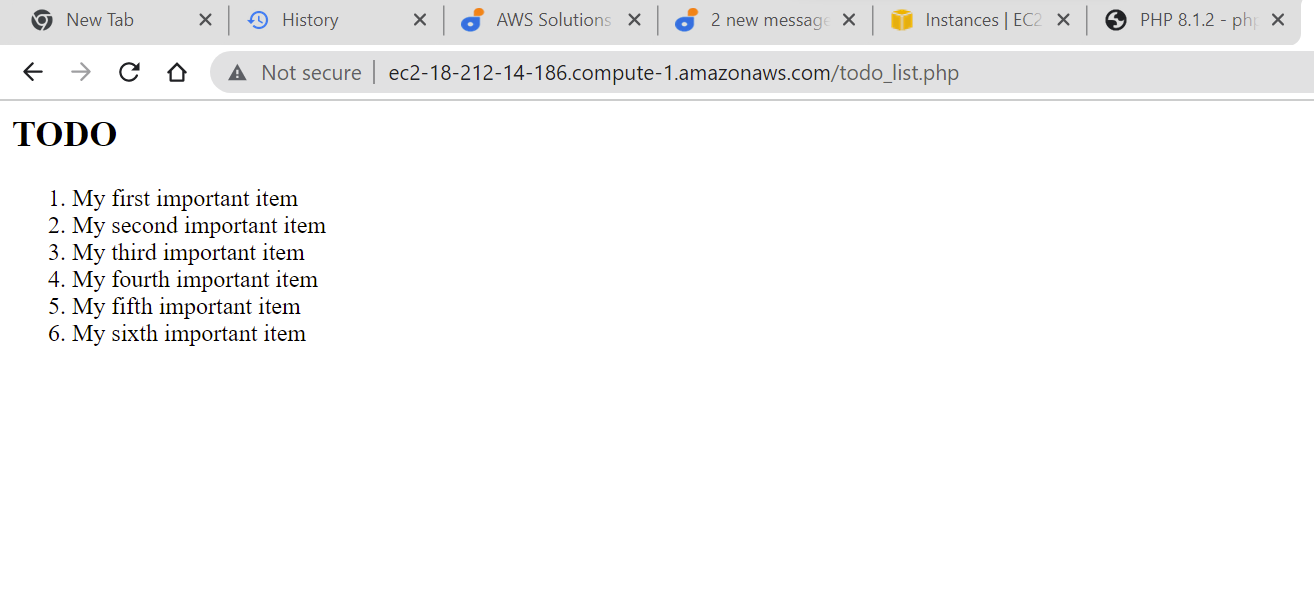 New Tab
History
AWS Solutions
2 new message
Instances | EC2
PHP 8.1.2 - php
Not secure
ec2-18-212-14-186.compute-1.amazonaws.com/todo_list.php
TODO
1. My first important item
2. My second important item
3. My third important item
4. My fourth important item
5. My fifth important item
6. My sixth important item